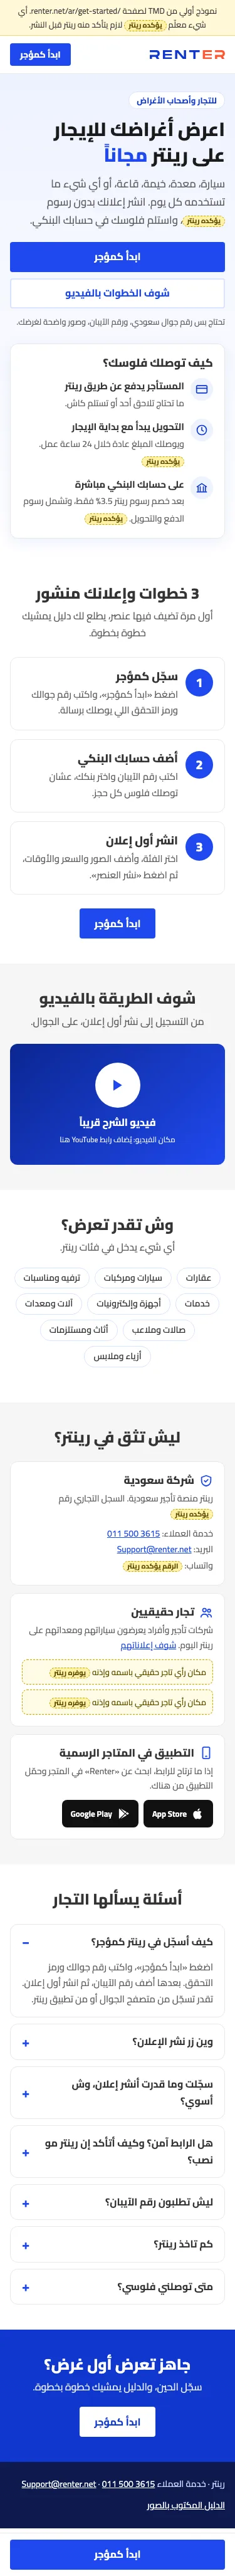 نموذج أولي من TMD لصفحة /renter.net/ar/get-started. أي
شيء معلّم يؤكده رينتر لازم يتأكد منه رينتر قبل النشر.
RENTER
ابدأ كمؤجر
للتجار وأصحاب الأغراض
اعرض أغراضك للإيجار
على رينتر مجاناً
سيارة، معدة، خيمة، قاعة، أو أي شيء ما
تستخدمه كل يوم. انشر إعلانك بدون رسوم
يؤكده رينتر، واستلم فلوسك في حسابك البنكي.
ابدأ كمؤجر
شوف الخطوات بالفيديو
تحتاج بس رقم جوال سعودي، ورقم الآيبان، وصور واضحة لغرضك.
كيف توصلك فلوسك؟
المستأجر يدفع عن طريق رينتر
ما تحتاج تلاحق أحد أو تستلم كاش.
التحويل يبدأ مع بداية الإيجار
ويوصلك المبلغ عادة خلال 24 ساعة عمل.
يؤكده رينتر
على حسابك البنكي مباشرة
بعد خصم رسوم رينتر 3.5% فقط، وتشمل رسوم
الدفع والتحويل. يؤكده رينتر
3 خطوات وإعلانك منشور
أول مرة تضيف فيها عنصر، يطلع لك دليل يمشيك
خطوة بخطوة.
1
سجّل كمؤجر
اضغط «ابدأ كمؤجر»، واكتب رقم جوالك
ورمز التحقق اللي يوصلك برسالة.
2
أضف حسابك البنكي
اكتب رقم الآيبان واختر بنكك، عشان
توصلك فلوس كل حجز.
3
انشر أول إعلان
اختر الفئة، وأضف الصور والسعر والأوقات،
ثم اضغط «نشر العنصر».
ابدأ كمؤجر
شوف الطريقة بالفيديو
من التسجيل إلى نشر أول إعلان، على الجوال.
فيديو الشرح قريباً
مكان الفيديو: يُضاف رابط YouTube هنا
وش تقدر تعرض؟
أي شيء يدخل في فئات رينتر.
عقارات
سيارات ومركبات
ترفيه ومناسبات
خدمات
أجهزة وإلكترونيات
آلات ومعدات
صالات وملاعب
أثاث ومستلزمات
أزياء وملابس
ليش تثق في رينتر؟
شركة سعودية
رينتر منصة تأجير سعودية. السجل التجاري رقم
يؤكده رينتر
خدمة العملاء: 011 500 3615
البريد: Support@renter.net
واتساب: الرقم يؤكده رينتر
تجار حقيقيين
شركات تأجير وأفراد يعرضون سياراتهم ومعداتهم على
رينتر اليوم. شوف إعلاناتهم
مكان رأي تاجر حقيقي باسمه وإذنه يوفره رينتر
مكان رأي تاجر حقيقي باسمه وإذنه يوفره رينتر
التطبيق في المتاجر الرسمية
إذا ما ترتاح للرابط، ابحث عن «Renter» في المتجر وحمّل
التطبيق من هناك.
App Store
Google Play
أسئلة يسألها التجار
كيف أسجّل في رينتر كمؤجر؟
اضغط «ابدأ كمؤجر»، واكتب رقم جوالك ورمز
التحقق. بعدها أضف رقم الآيبان، ثم انشر أول إعلان.
تقدر تسجّل من متصفح الجوال أو من تطبيق رينتر.
وين زر نشر الإعلان؟
سجّلت وما قدرت أنشر إعلان، وش
أسوي؟
هل الرابط آمن؟ وكيف أتأكد إن رينتر مو
نصب؟
ليش تطلبون رقم الآيبان؟
كم تاخذ رينتر؟
متى توصلني فلوسي؟
جاهز تعرض أول غرض؟
سجّل الحين، والدليل يمشيك خطوة بخطوة.
ابدأ كمؤجر
رينتر · خدمة العملاء 011 500 3615 · Support@renter.net
الدليل المكتوب بالصور
ابدأ كمؤجر